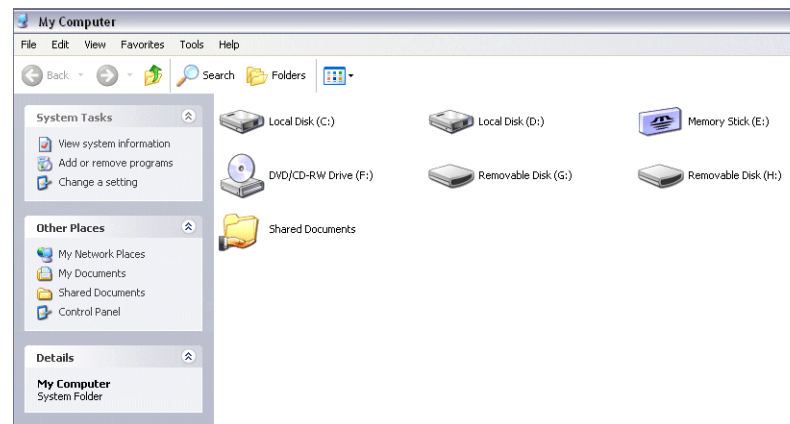 My Computer
File Edit View Favorites Tools Help
Back Search Folders
System Tasks
View system information
Add or remove programs
Change a setting
Other Places
My Network Places
My Documents
Shared Documents
Control Panel
Details
My Computer
System Folder
Local Disk (C:) Local Disk (D:) Memory Stick (E:)
DVD/CD-RW Drive (F:) Removable Disk (G:) Removable Disk (H:)
Shared Documents